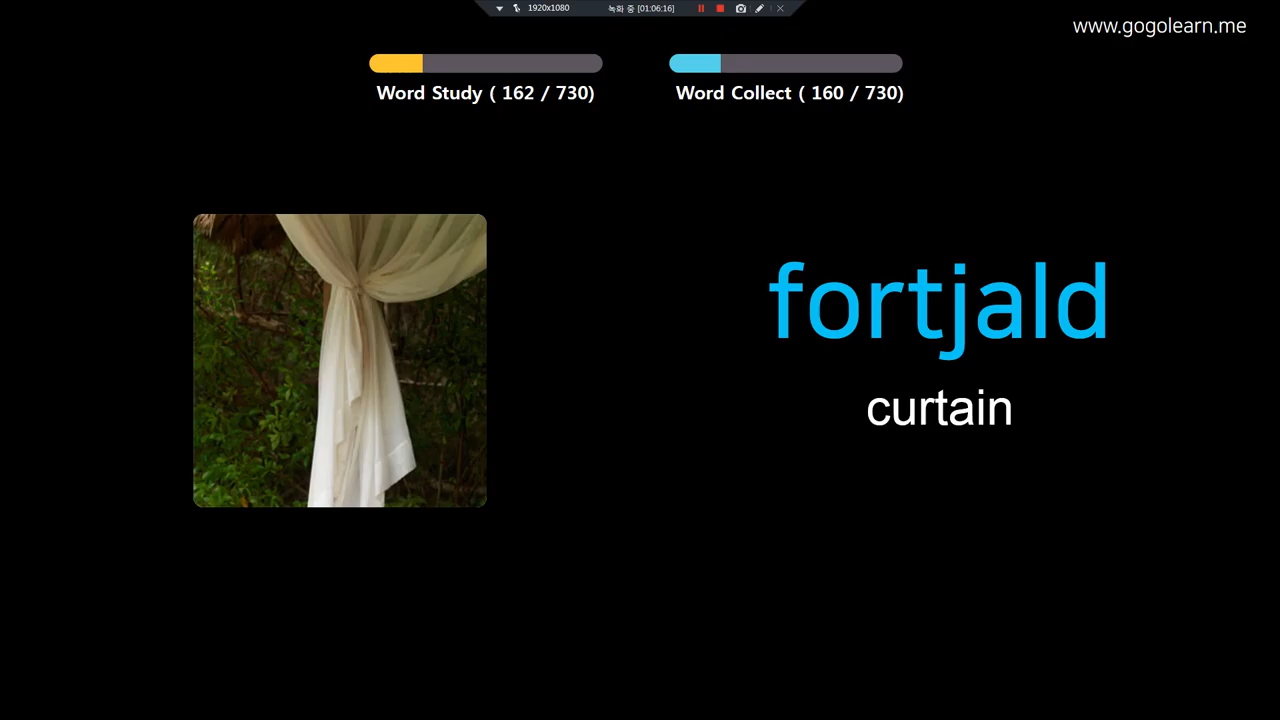 1920x1080 녹화 중 [01:06:16]
www.gogolearn.me
Word Study ( 162 / 730) Word Collect ( 160 / 730)
fortjald
curtain